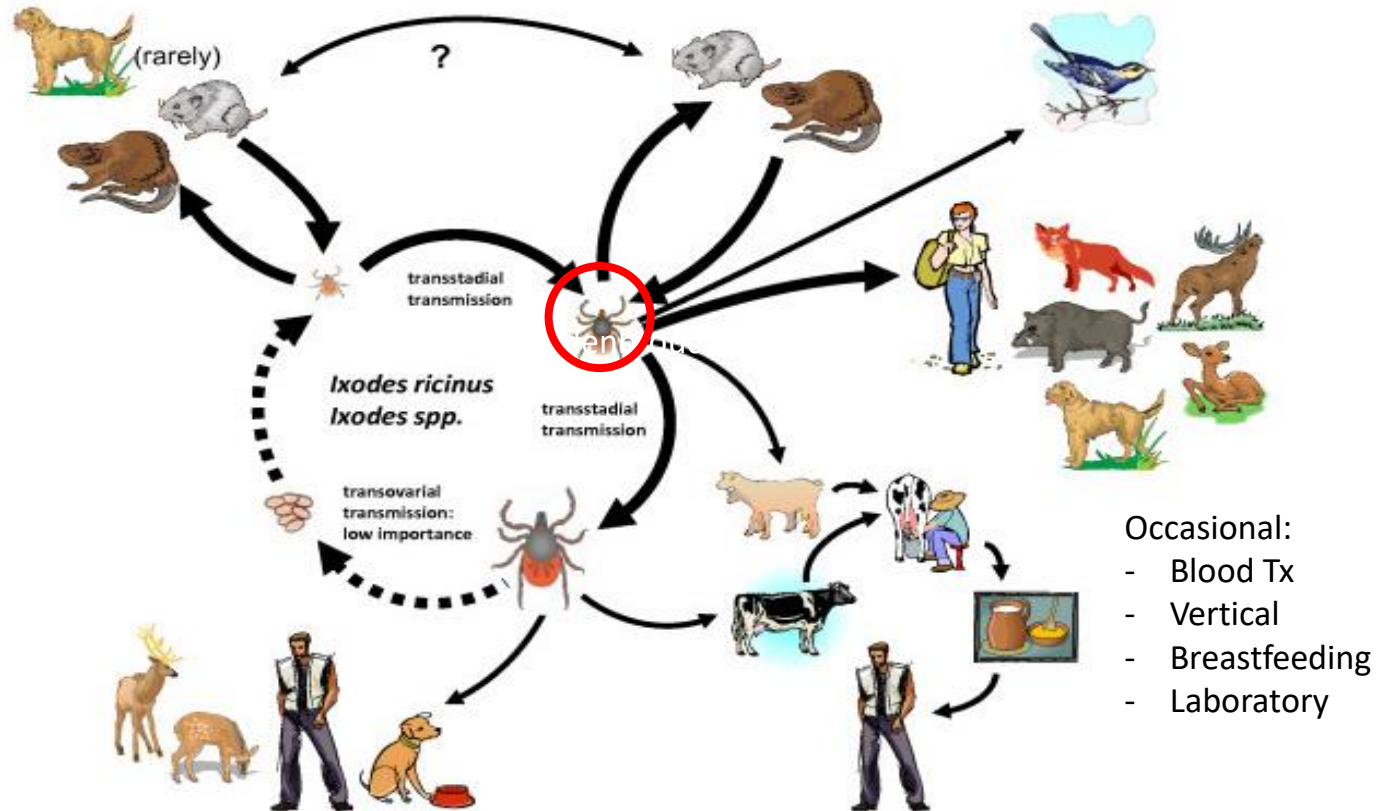 (rarely)
?
transstadial
transmission
Ixodes ricinus
Ixodes spp.
transstadial
transmission
transovarial
transmission:
low importance
Occasional:
- Blood Tx
- Vertical
- Breastfeeding
- Laboratory